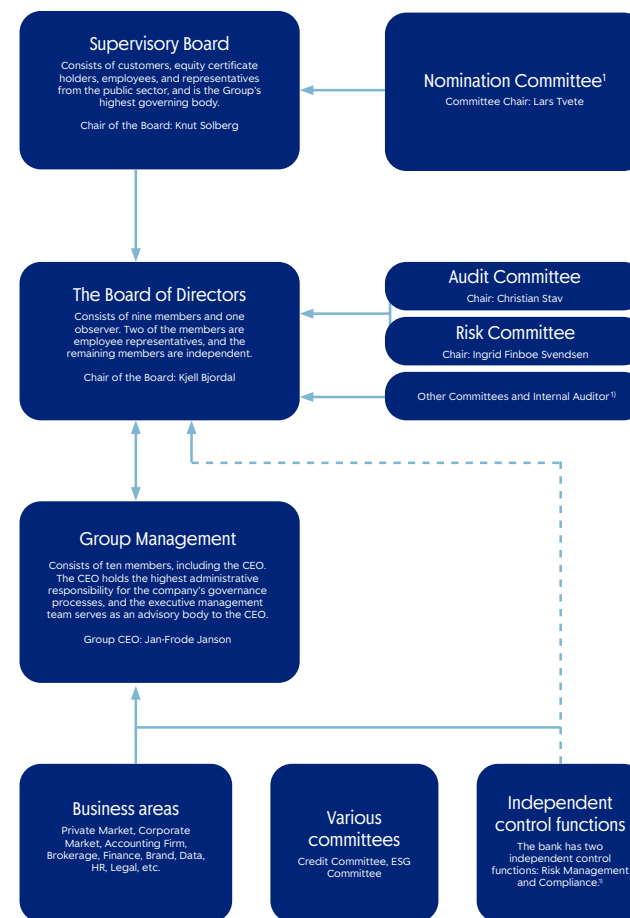 Supervisory Board
Consists of customers, equity certificate
holders, employees, and representatives
from the public sector, and is the Group's
highest governing body.
Chair of the Board: Knut Solberg
Nomination Committee¹
Committee Chair: Lars Tvete
The Board of Directors
Consists of nine members and one
observer. Two of the members are
employee representatives, and the
remaining members are independent.
Chair of the Board: Kjell Bjordal
Audit Committee
Chair: Christian Stav
Risk Committee
Chair: Ingrid Finboe Svendsen
Other Committees and Internal Auditor¹⁾
Group Management
Consists of ten members, including the CEO.
The CEO holds the highest administrative
responsibility for the company's governance
processes, and the executive management
team serves as an advisory body to the CEO.
Group CEO: Jan-Frode Janson
Business areas
Private Market, Corporate
Market, Accounting Firm,
Brokerage, Finance, Brand, Data,
HR, Legal, etc.
Various
committees
Credit Committee, ESG
Committee
Independent
control functions
The bank has two
independent control
functions: Risk Management
and Compliance.¹⁾